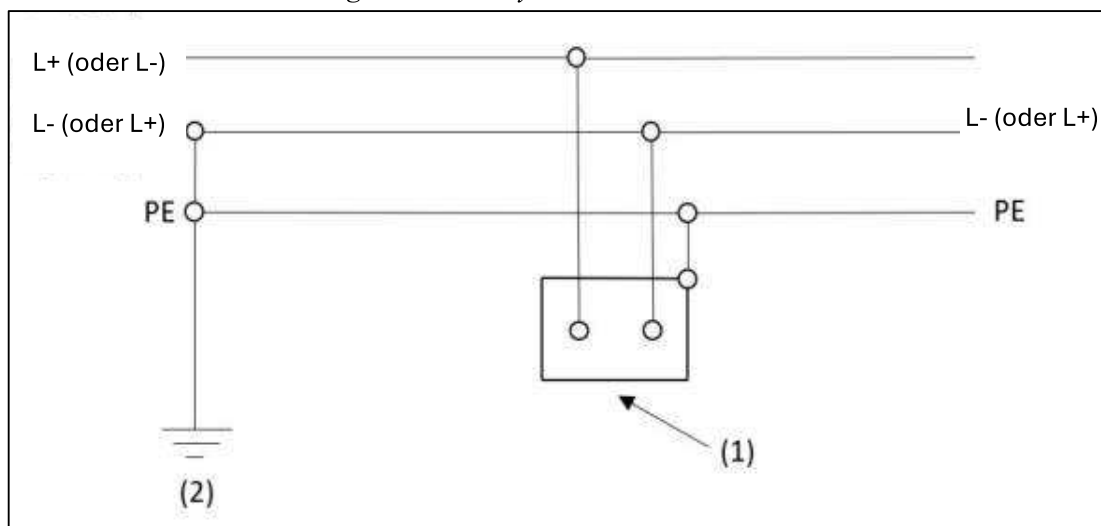 L+ (oder L-)
L- (oder L+)
L- (oder L+)
PE
PE
(1)
(2)